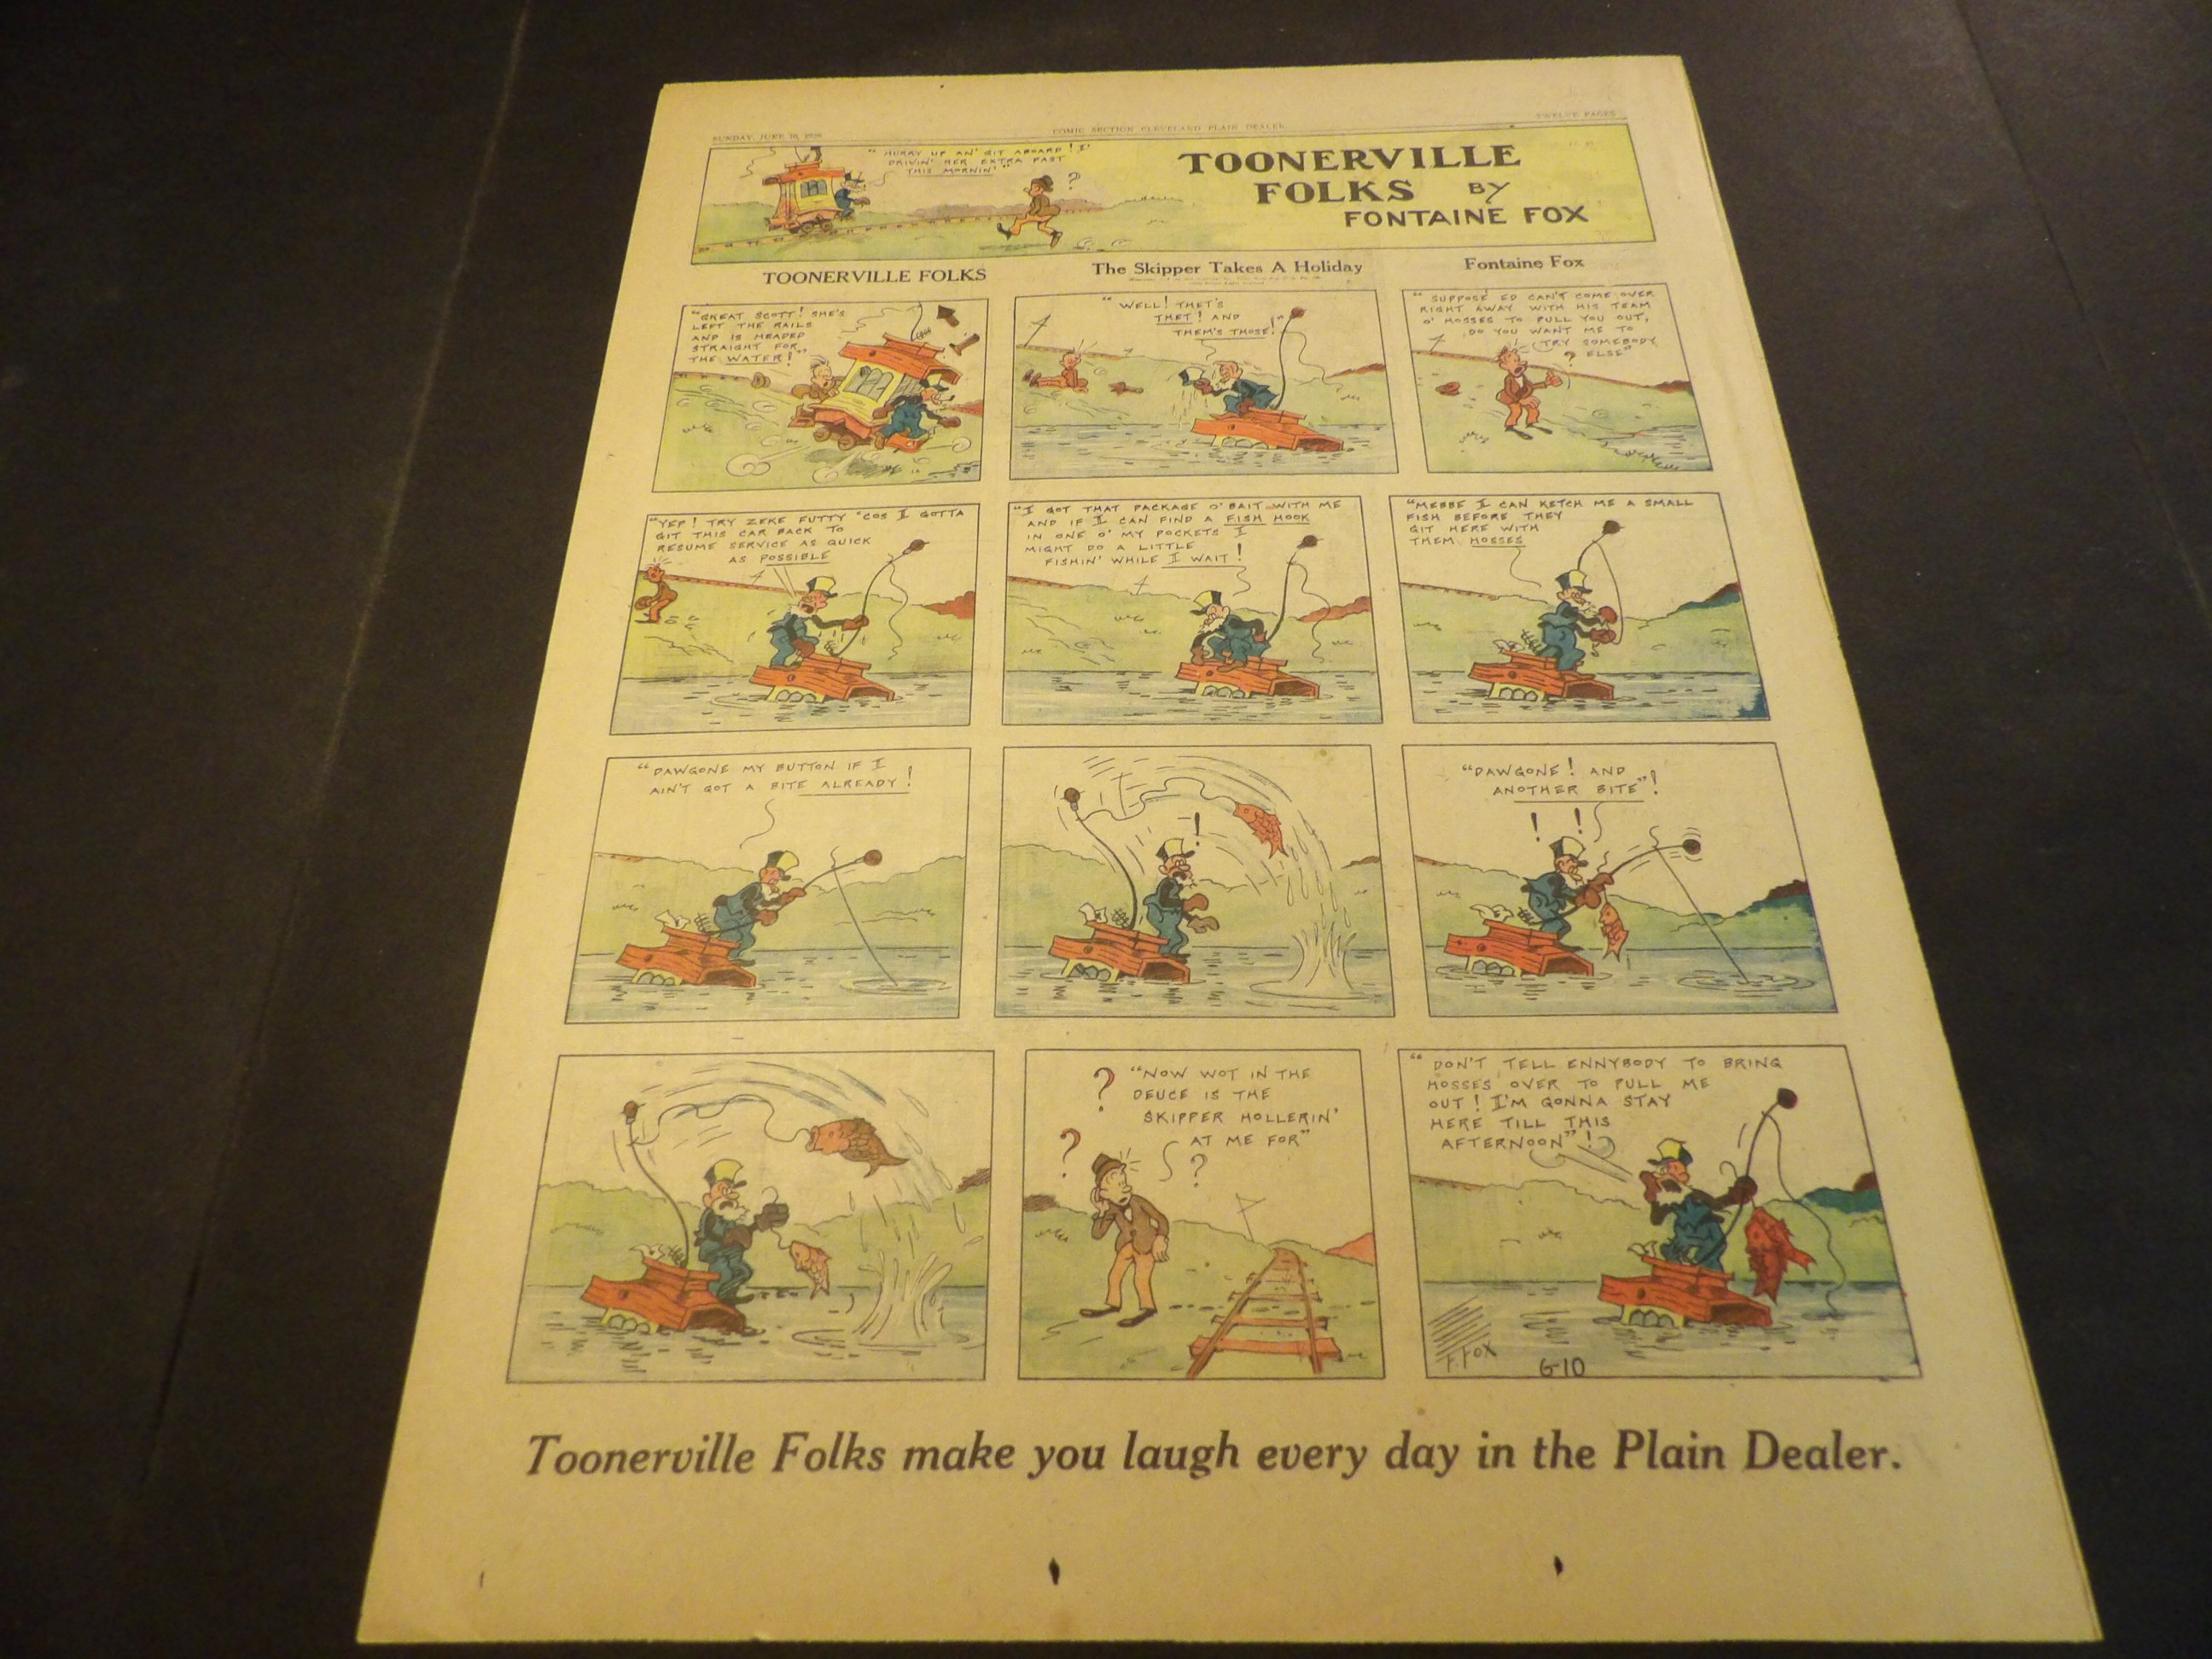 SUNDAY, JUNE 10, 1928
COMIC SECTION CLEVELAND PLAIN DEALER
TWELVE PAGES
"HURRY UP AN' GIT ABOARD! I'
DRIVIN' HER EXTRA FAST
THIS MORNIN'"
?
TOONERVILLE
FOLKS BY
FONTAINE FOX
TOONERVILLE FOLKS
The Skipper Takes A Holiday
Fontaine Fox
"GREAT SCOTT! SHE'S
LEFT THE RAILS
AND IS HEADED
STRAIGHT FOR
THE WATER!"
"WELL! THET'S
THET! AND
THEM'S THOSE!"
"SUPPOSE ED CAN'T COME OVER
RIGHT AWAY WITH HIS TEAM
O' HOSSES TO PULL YOU OUT,
DO YOU WANT ME TO
TRY SOMEBODY
? ELSE"
"YEP! TRY ZEKE FUTTY 'COS I GOTTA
GIT THIS CAR BACK TO
RESUME SERVICE AS QUICK
AS POSSIBLE
"I GOT THAT PACKAGE O' BAIT WITH ME
AND IF I CAN FIND A FISH HOOK
IN ONE O' MY POCKETS I
MIGHT DO A LITTLE
FISHIN' WHILE I WAIT!
"MEBBE I CAN KETCH ME A SMALL
FISH BEFORE THEY
GIT HERE WITH
THEM HOSSES
"DAWGONE MY BUTTON IF I
AIN'T GOT A BITE ALREADY!
!
"DAWGONE! AND
ANOTHER BITE"!
! !
? "NOW WOT IN THE
DEUCE IS THE
SKIPPER HOLLERIN'
? AT ME FOR"
?
"DON'T TELL ENNYBODY TO BRING
HOSSES OVER TO PULL ME
OUT! I'M GONNA STAY
HERE TILL THIS
AFTERNOON"!
F. FOX
6-10
Toonerville Folks make you laugh every day in the Plain Dealer.